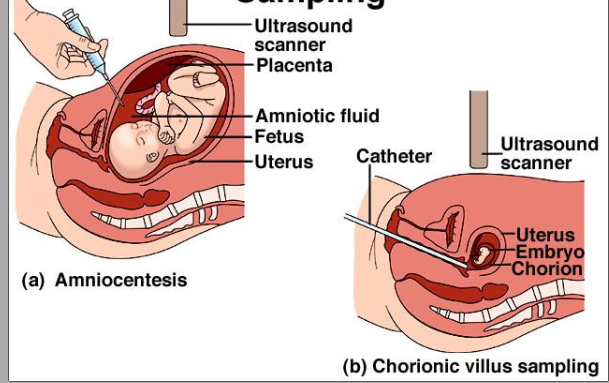 Sampling
Ultrasound
scanner
Placenta
Amniotic fluid
Fetus
Uterus
(a) Amniocentesis
Catheter
Ultrasound
scanner
Uterus
Embryo
Chorion
(b) Chorionic villus sampling